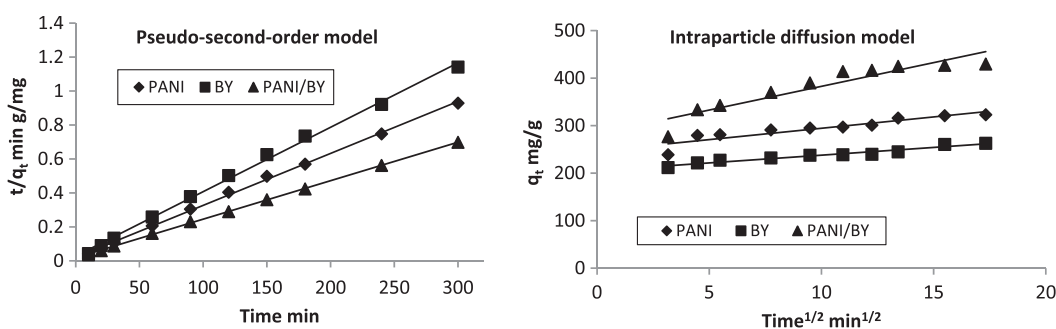 Pseudo-second-order model
PANI BY PANI/BY
t/qt min g/mg
1.4
1.2
1
0.8
0.6
0.4
0.2
0
0 50 100 150 200 250 300
Time min
Intraparticle diffusion model
qt mg/g
500
400
300
200
100
0
PANI BY PANI/BY
0 5 10 15 20
Time1/2 min1/2